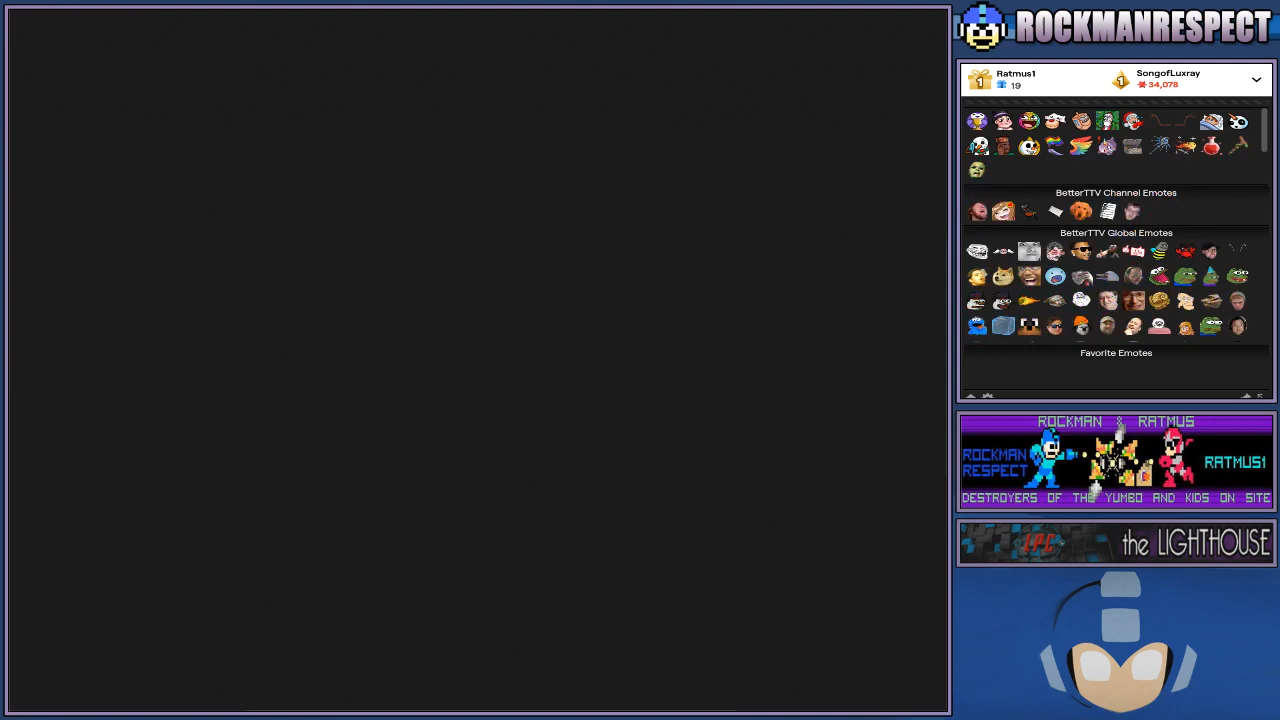 ROCKMANRESPECT
Ratmus1
19
SongofLuxray
34,078
BetterTTV Channel Emotes
BetterTTV Global Emotes
Favorite Emotes
ROCKMAN & RATMUS
ROCKMAN
RESPECT
RATMUS1
DESTROYERS OF THE YUMBO AND KIDS ON SITE
LPC
the LIGHTHOUSE